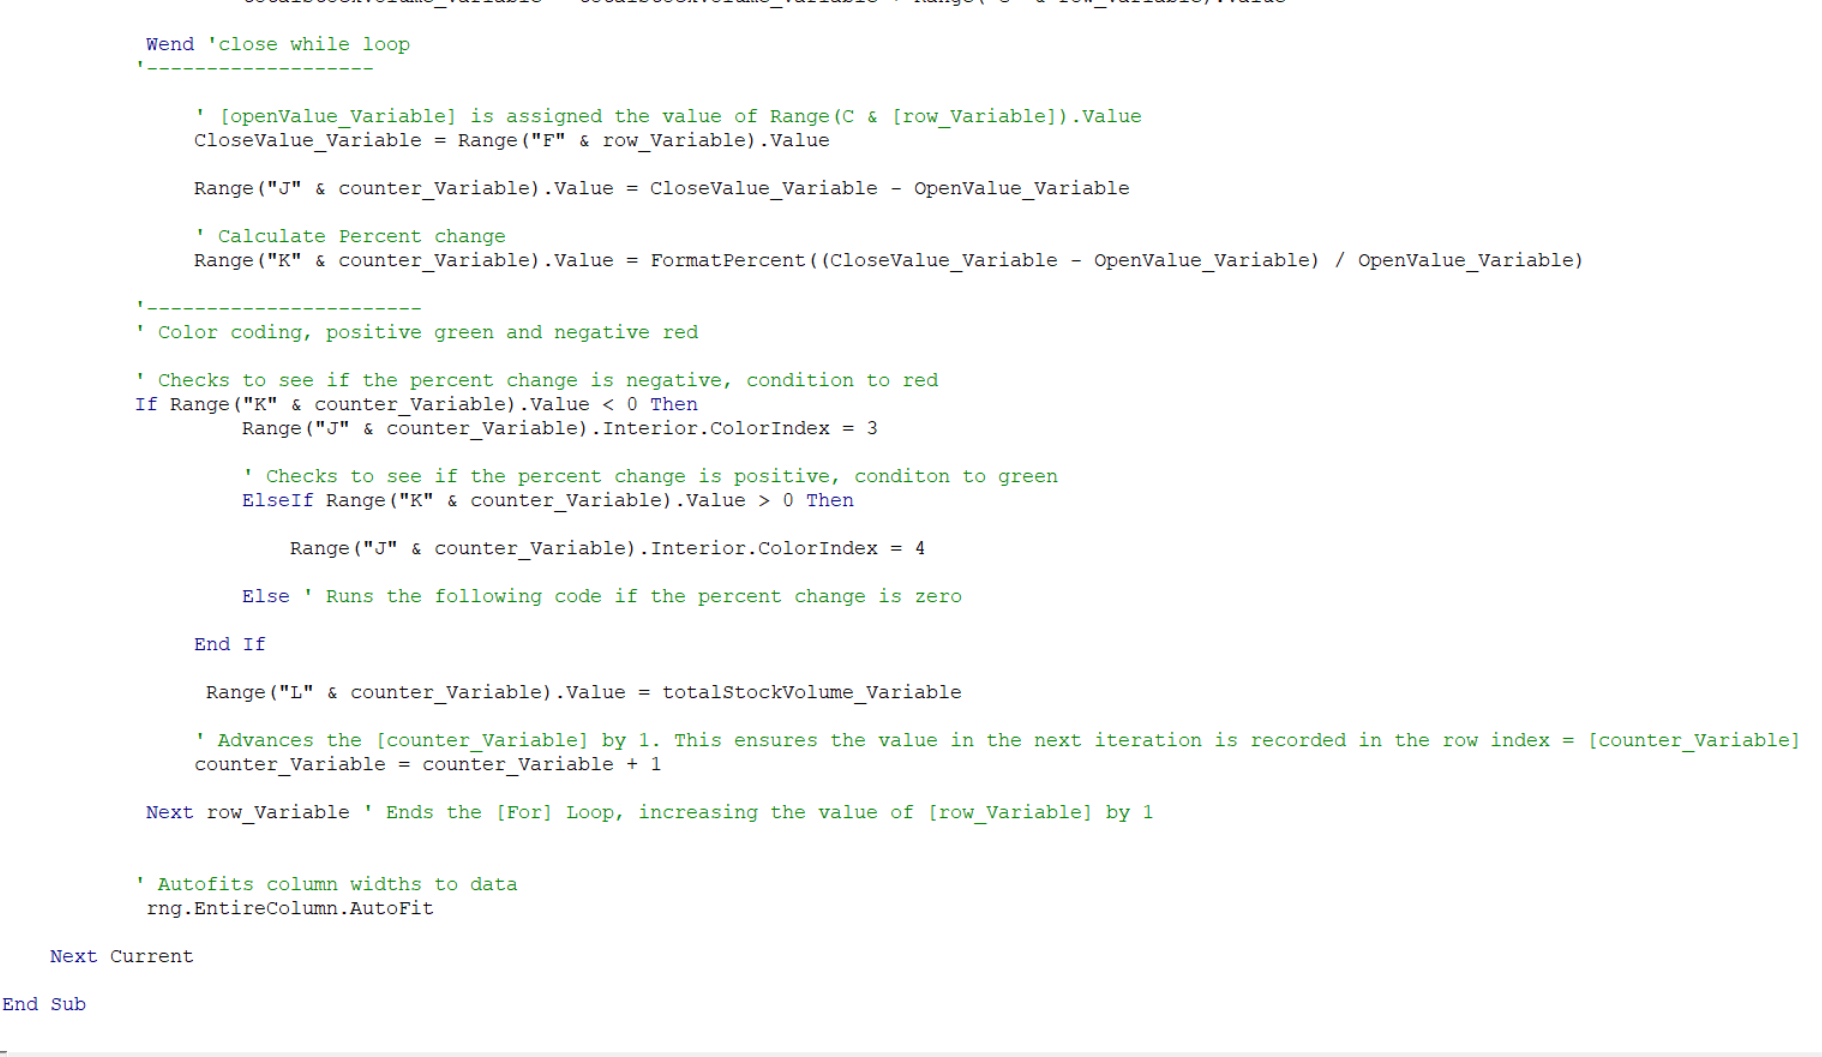 Wend 'close while loop
'-------------------
' [openValue_Variable] is assigned the value of Range(C & [row_Variable]).Value
CloseValue_Variable = Range("F" & row_Variable).Value
Range("J" & counter_Variable).Value = CloseValue_Variable - OpenValue_Variable
' Calculate Percent change
Range("K" & counter_Variable).Value = FormatPercent((CloseValue_Variable - OpenValue_Variable) / OpenValue_Variable)
'-----------------------
' Color coding, positive green and negative red
' Checks to see if the percent change is negative, condition to red
If Range("K" & counter_Variable).Value < 0 Then
Range("J" & counter_Variable).Interior.ColorIndex = 3
' Checks to see if the percent change is positive, conditon to green
ElseIf Range("K" & counter_Variable).Value > 0 Then
Range("J" & counter_Variable).Interior.ColorIndex = 4
Else ' Runs the following code if the percent change is zero
End If
Range("L" & counter_Variable).Value = totalStockVolume_Variable
' Advances the [counter_Variable] by 1. This ensures the value in the next iteration is recorded in the row index = [counter_Variable]
counter_Variable = counter_Variable + 1
Next row_Variable ' Ends the [For] Loop, increasing the value of [row_Variable] by 1
' Autofits column widths to data
rng.EntireColumn.AutoFit
Next Current
End Sub